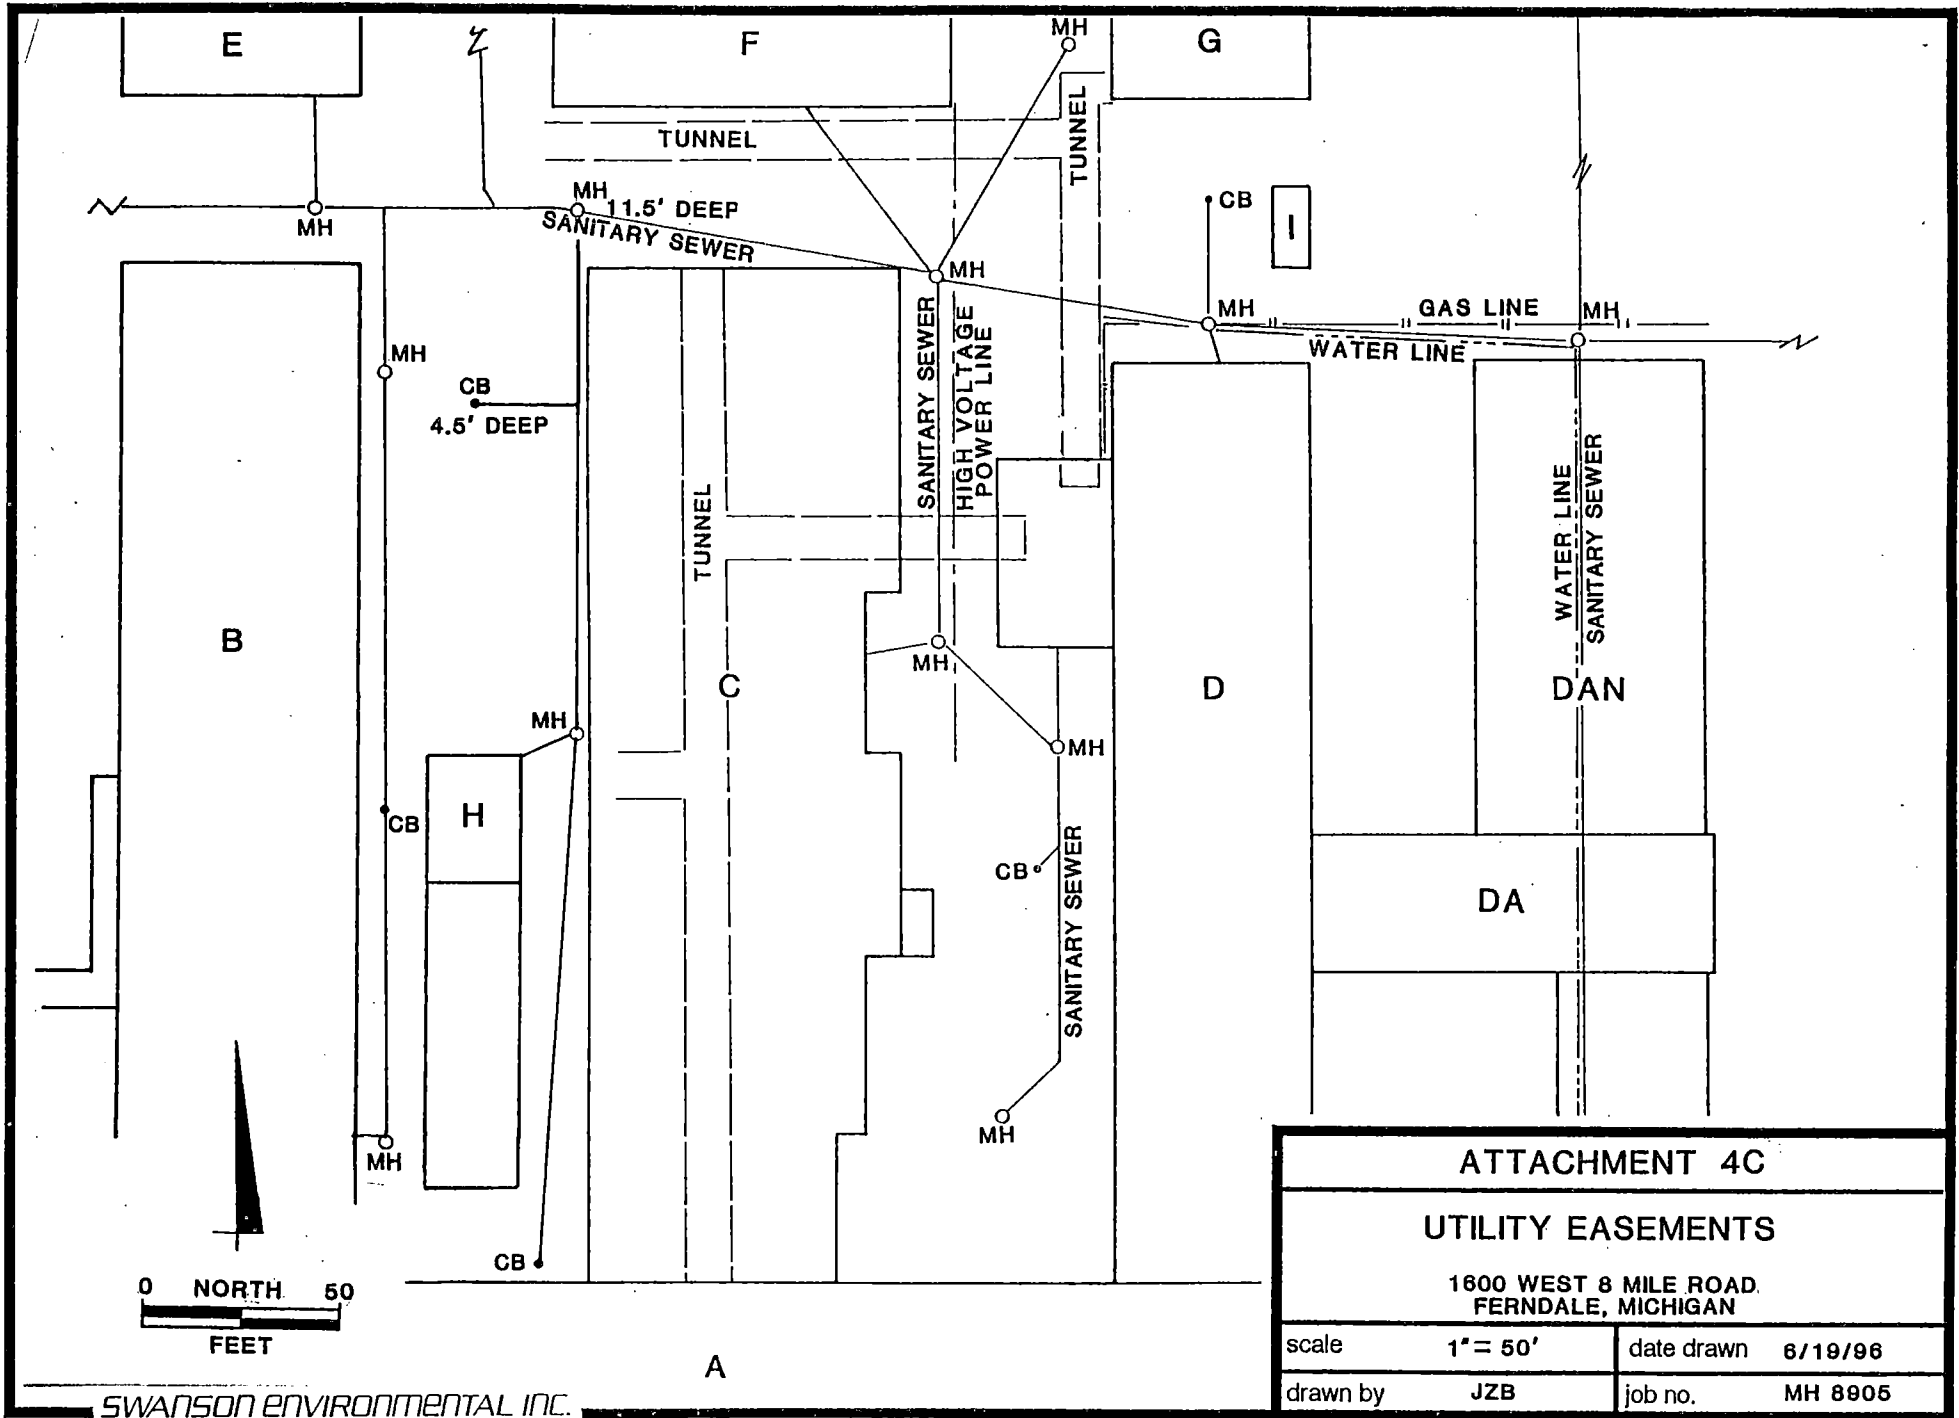 E
F
MH
G
TUNNEL
TUNNEL
MH
11.5' DEEP
SANITARY SEWER
MH
CB
I
MH
MH
GAS LINE
MH
WATER LINE
MH
CB
4.5' DEEP
SANITARY SEWER
HIGH VOLTAGE
POWER LINE
TUNNEL
WATER LINE
SANITARY SEWER
B
C
MH
D
DAN
MH
MH
H
CB
CB
SANITARY SEWER
DA
MH
MH
CB
0 NORTH 50
FEET
A
SWANSON ENVIRONMENTAL INC.
ATTACHMENT 4C
UTILITY EASEMENTS
1600 WEST 8 MILE ROAD
FERNDALE, MICHIGAN
scale 1" = 50'
date drawn 6/19/96
drawn by JZB
job no. MH 8905